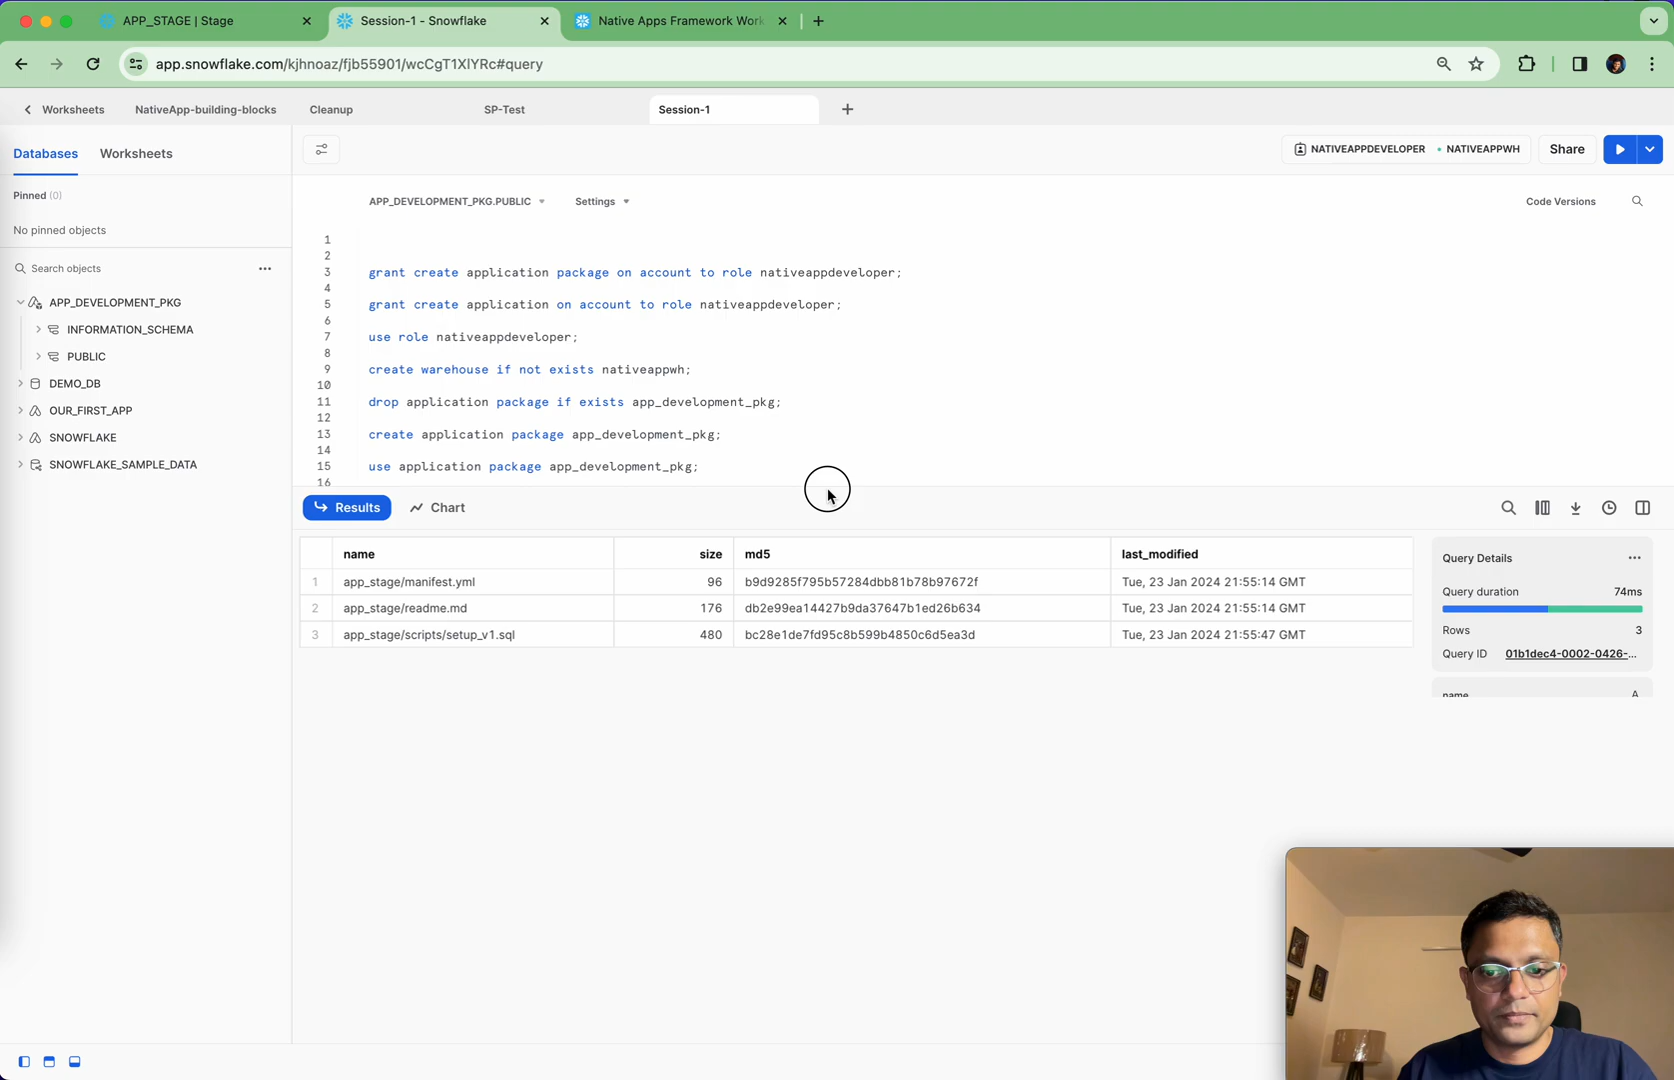 APP_STAGE | Stage
Session-1 - Snowflake
Native Apps Framework Work
app.snowflake.com/kjhnoaz/fjb55901/wcCgT1XlYRc#query
Worksheets
NativeApp-building-blocks
Cleanup
SP-Test
Session-1
Databases
Worksheets
NATIVEAPPDEVELOPER
NATIVEAPPWH
Share
Pinned (0)
No pinned objects
Search objects
APP_DEVELOPMENT_PKG
INFORMATION_SCHEMA
PUBLIC
DEMO_DB
OUR_FIRST_APP
SNOWFLAKE
SNOWFLAKE_SAMPLE_DATA
APP_DEVELOPMENT_PKG.PUBLIC
Settings
Code Versions
1
2
3 grant create application package on account to role nativeappdeveloper;
4
5 grant create application on account to role nativeappdeveloper;
6
7 use role nativeappdeveloper;
8
9 create warehouse if not exists nativeappwh;
10
11 drop application package if exists app_development_pkg;
12
13 create application package app_development_pkg;
14
15 use application package app_development_pkg;
16
Results
Chart
name size md5 last_modified
1 app_stage/manifest.yml 96 b9d9285f795b57284dbb81b78b97672f Tue, 23 Jan 2024 21:55:14 GMT
2 app_stage/readme.md 176 db2e99ea14427b9da37647b1ed26b634 Tue, 23 Jan 2024 21:55:14 GMT
3 app_stage/scripts/setup_v1.sql 480 bc28e1de7fd95c8b599b4850c6d5ea3d Tue, 23 Jan 2024 21:55:47 GMT
Query Details
Query duration 74ms
Rows 3
Query ID 01b1dec4-0002-0426-...
name A